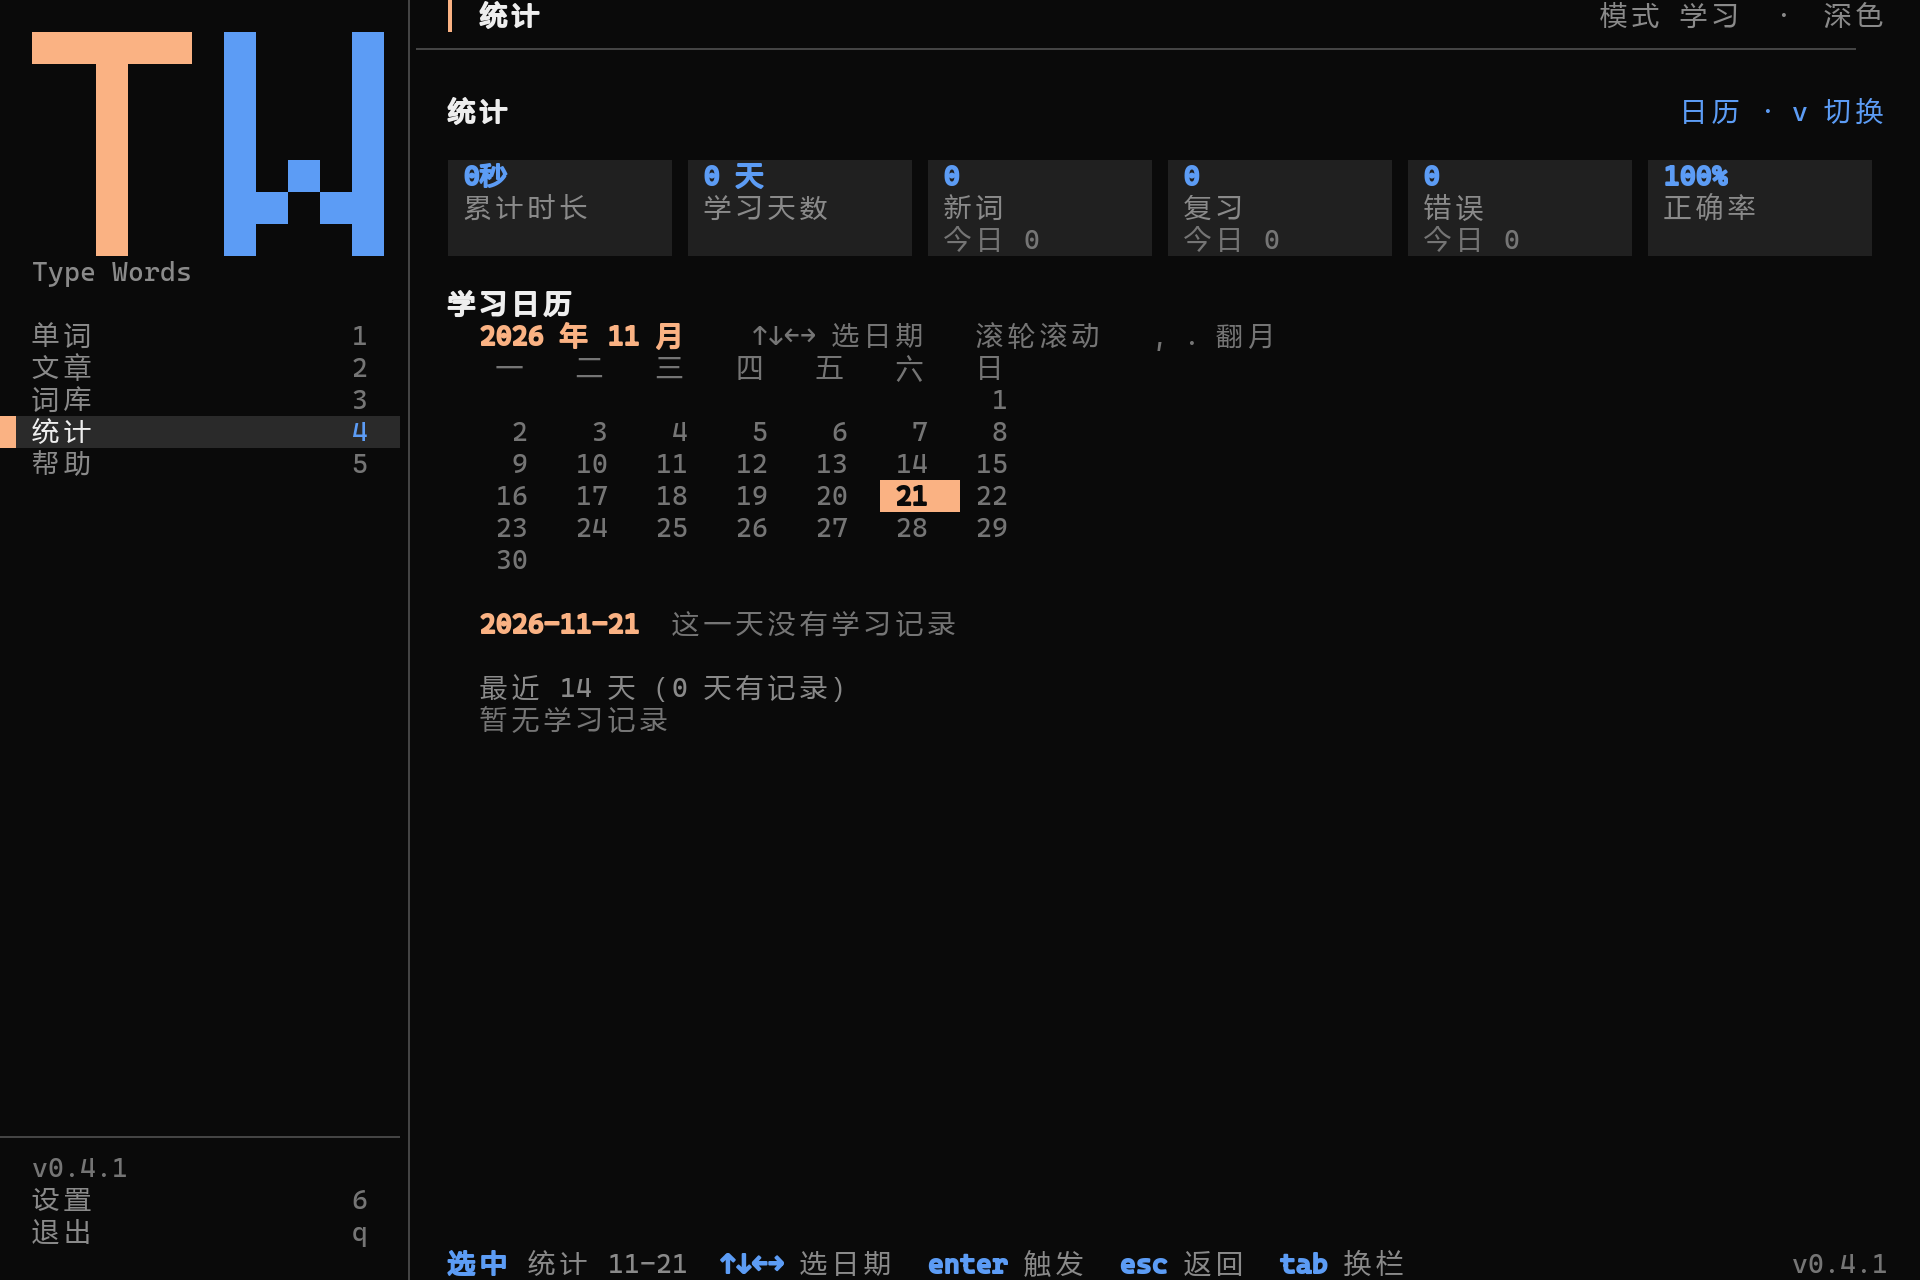 TW
Type Words
单词 1
文章 2
词库 3
统计 4
帮助 5
v0.4.1
设置 6
退出 q
统计 模式 学习 · 深色
统计 日历 · v 切换
0秒 0 天 0 0 0 100%
累计时长 学习天数 新词 复习 错误 正确率
今日 0 今日 0 今日 0
学习日历
2026 年 11 月 ↑↓←→ 选日期 滚轮滚动 , . 翻月
一 二 三 四 五 六 日
1
2 3 4 5 6 7 8
9 10 11 12 13 14 15
16 17 18 19 20 21 22
23 24 25 26 27 28 29
30
2026-11-21 这一天没有学习记录
最近 14 天 (0 天有记录)
暂无学习记录
选中 统计 11-21 ↑↓←→ 选日期 enter 触发 esc 返回 tab 换栏 v0.4.1